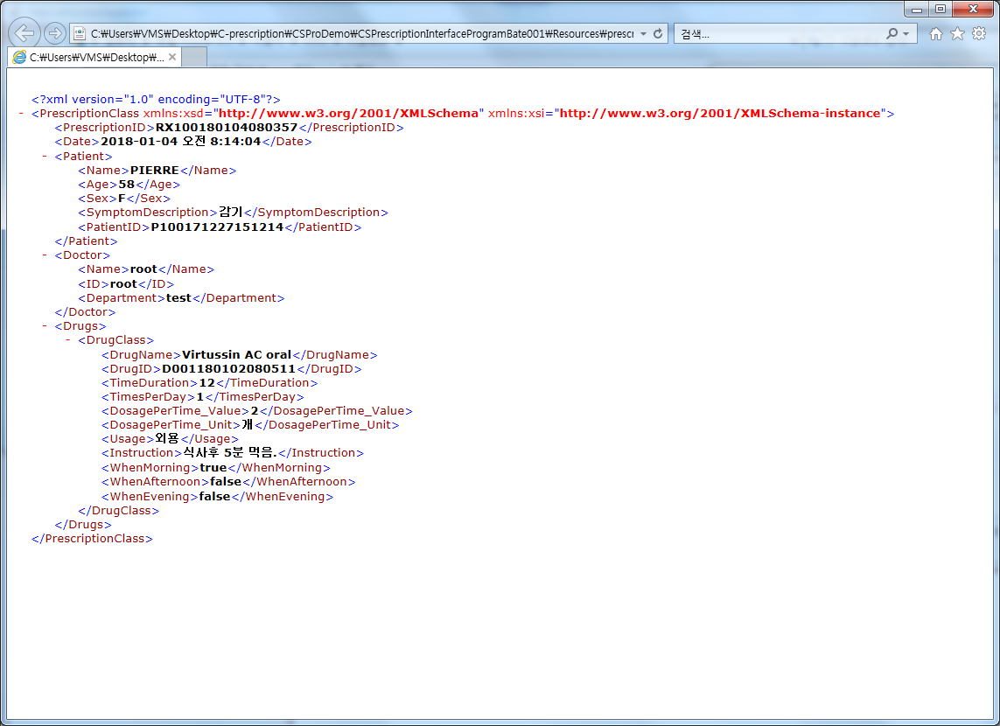 C:₩Users₩VMS₩Desktop₩C-prescription₩CSProDemo₩CSPrescriptionInterfaceProgramBate001₩Resources₩prescr
검색...
C:₩Users₩VMS₩Desktop₩...
<?xml version="1.0" encoding="UTF-8"?>
- <PrescriptionClass xmlns:xsd="http://www.w3.org/2001/XMLSchema" xmlns:xsi="http://www.w3.org/2001/XMLSchema-instance">
<PrescriptionID>RX100180104080357</PrescriptionID>
<Date>2018-01-04 오전 8:14:04</Date>
- <Patient>
<Name>PIERRE</Name>
<Age>58</Age>
<Sex>F</Sex>
<SymptomDescription>감기</SymptomDescription>
<PatientID>P100171227151214</PatientID>
</Patient>
- <Doctor>
<Name>root</Name>
<ID>root</ID>
<Department>test</Department>
</Doctor>
- <Drugs>
- <DrugClass>
<DrugName>Virtussin AC oral</DrugName>
<DrugID>D001180102080511</DrugID>
<TimeDuration>12</TimeDuration>
<TimesPerDay>1</TimesPerDay>
<DosagePerTime_Value>2</DosagePerTime_Value>
<DosagePerTime_Unit>개</DosagePerTime_Unit>
<Usage>외용</Usage>
<Instruction>식사후 5분 먹음.</Instruction>
<WhenMorning>true</WhenMorning>
<WhenAfternoon>false</WhenAfternoon>
<WhenEvening>false</WhenEvening>
</DrugClass>
</Drugs>
</PrescriptionClass>